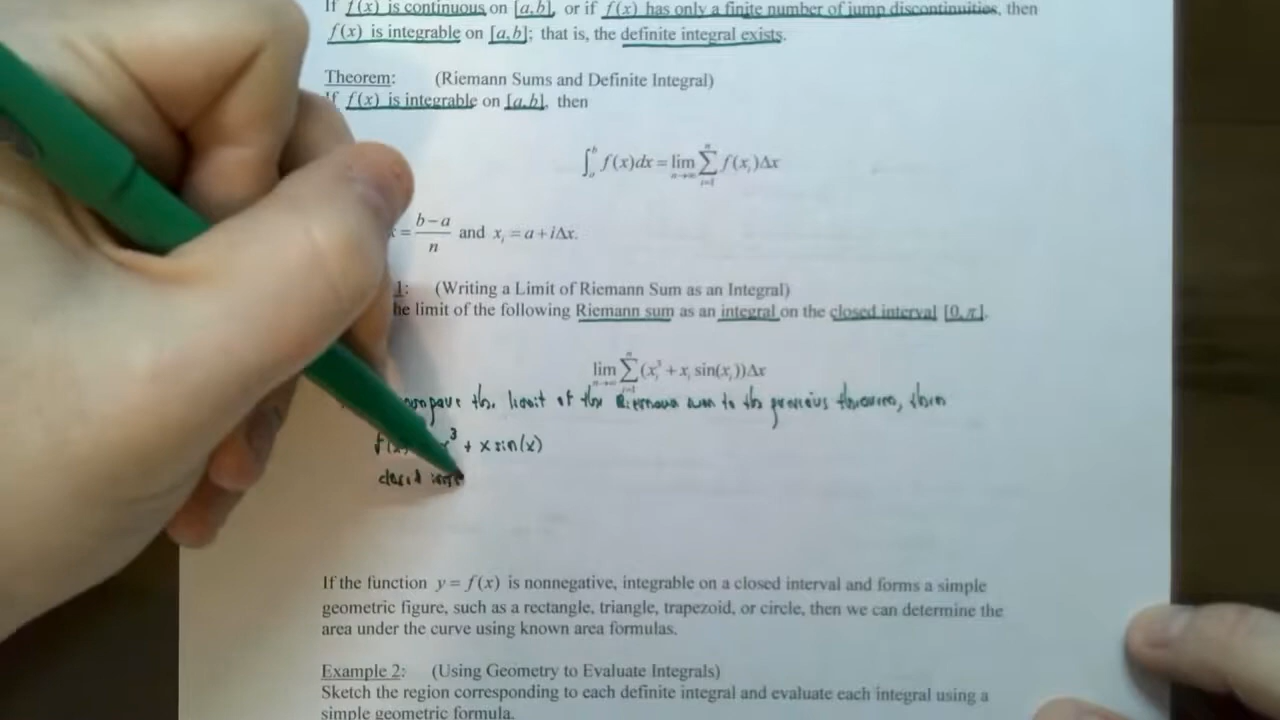 If f(x) is continuous on [a,b], or if f(x) has only a finite number of jump discontinuities, then
f(x) is integrable on [a,b]; that is, the definite integral exists.
Theorem: (Riemann Sums and Definite Integral)
If f(x) is integrable on [a,b], then
∫_a^b f(x)dx = lim_{n→∞} ∑_{i=1}^n f(x_i)Δx
= (b−a)/n and x_i = a + iΔx.
1: (Writing a Limit of Riemann Sum as an Integral)
he limit of the following Riemann sum as an integral on the closed interval [0,π].
lim_{n→∞} ∑_{i=1}^n (x_i^3 + x_i sin(x_i))Δx
compare the limit of the Riemann sum to the previous theorem, then
x^3 + x sin(x)
closed
If the function y = f(x) is nonnegative, integrable on a closed interval and forms a simple
geometric figure, such as a rectangle, triangle, trapezoid, or circle, then we can determine the
area under the curve using known area formulas.
Example 2: (Using Geometry to Evaluate Integrals)
Sketch the region corresponding to each definite integral and evaluate each integral using a
simple geometric formula.